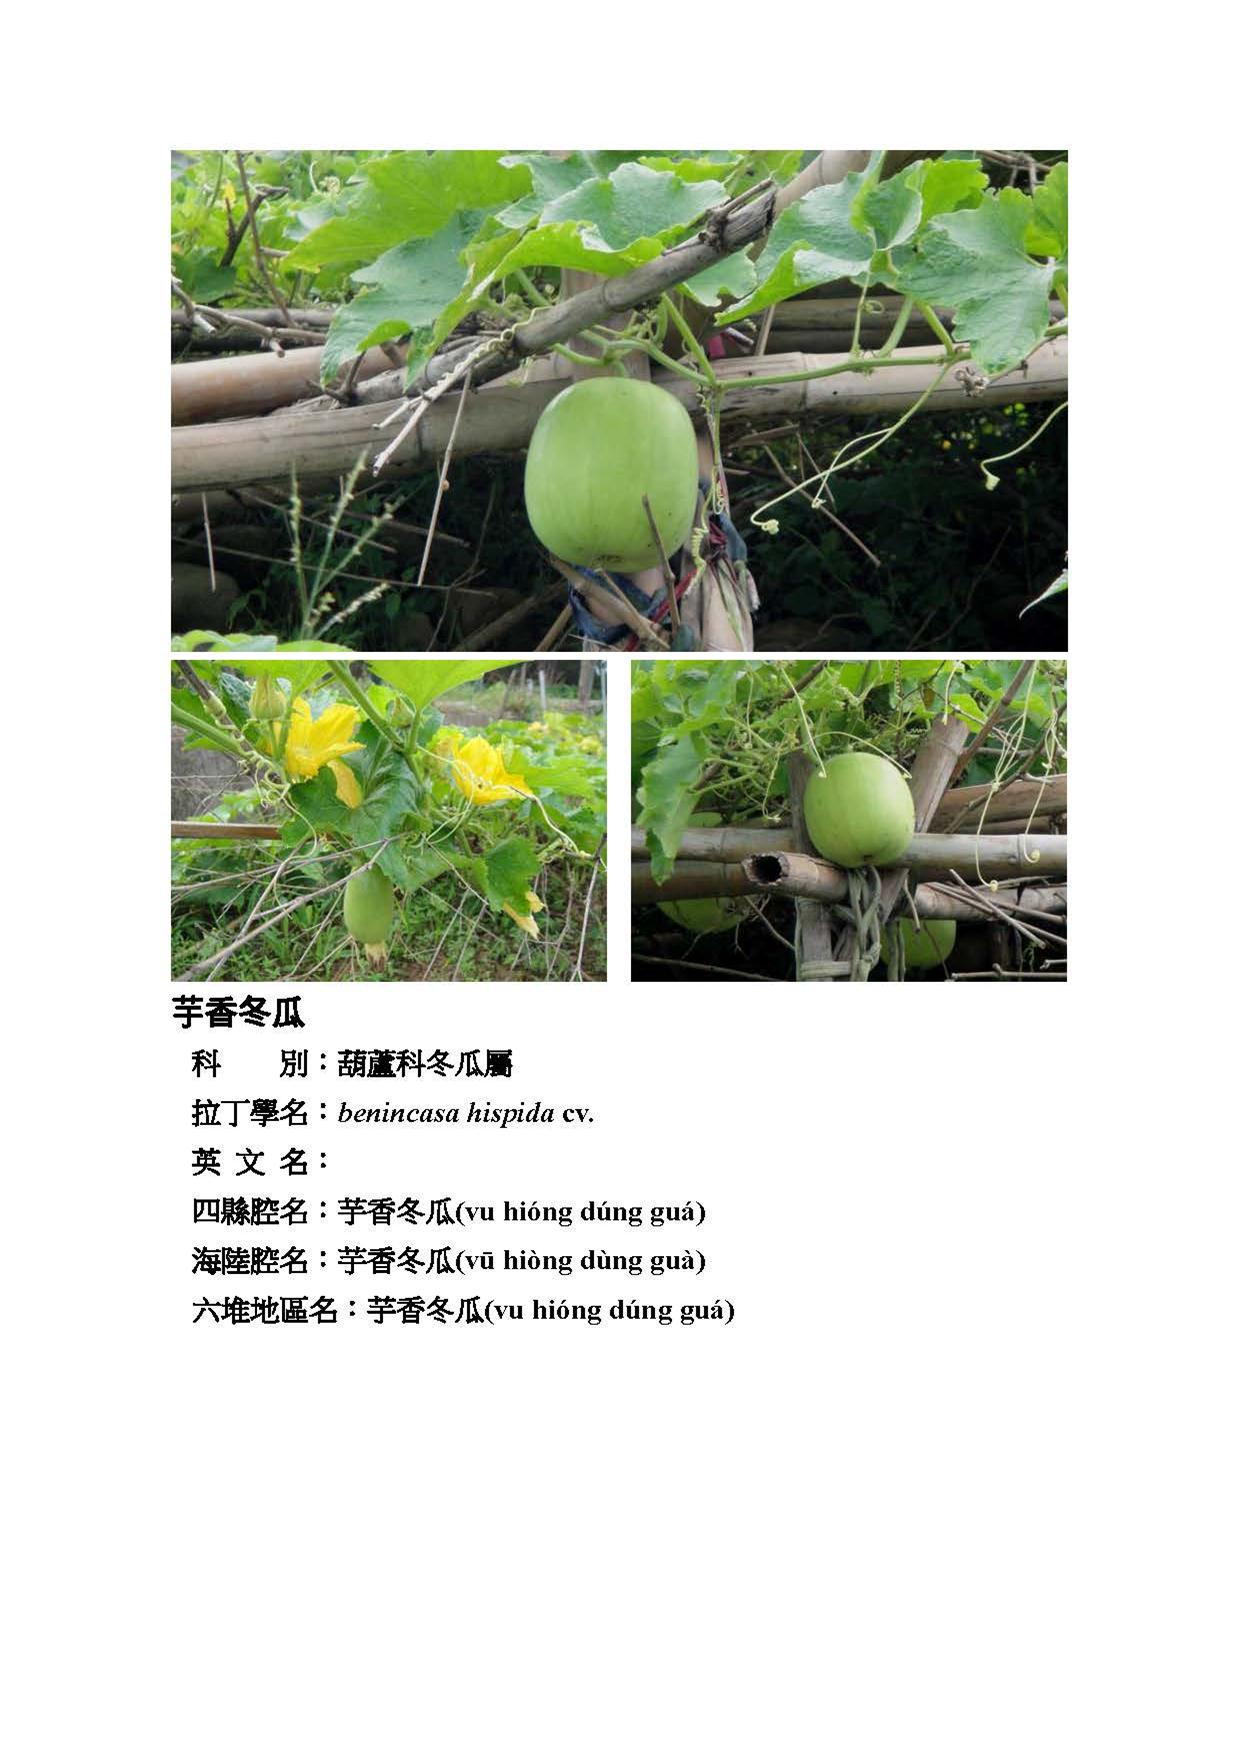 芋香冬瓜
科　　別：葫蘆科冬瓜屬
拉丁學名：benincasa hispida cv.
英 文 名：
四縣腔名：芋香冬瓜(vu hióng dúng guá)
海陸腔名：芋香冬瓜(vū hiòng dùng guà)
六堆地區名：芋香冬瓜(vu hióng dúng guá)